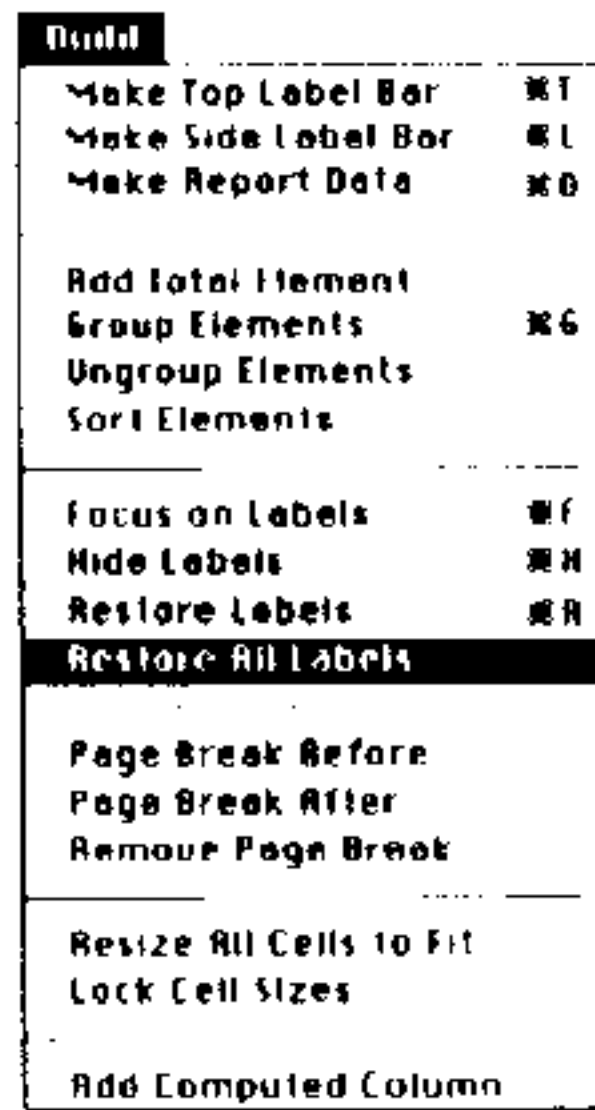 Build
Make Top Label Bar ⌘T
Make Side Label Bar ⌘L
Make Report Data ⌘D
Add Total Element
Group Elements ⌘G
Ungroup Elements
Sort Elements
Focus on Labels ⌘F
Hide Labels ⌘H
Restore Labels ⌘R
Restore All Labels
Page Break Before
Page Break After
Remove Page Break
Resize All Cells to Fit
Lock Cell Sizes
Add Computed Column